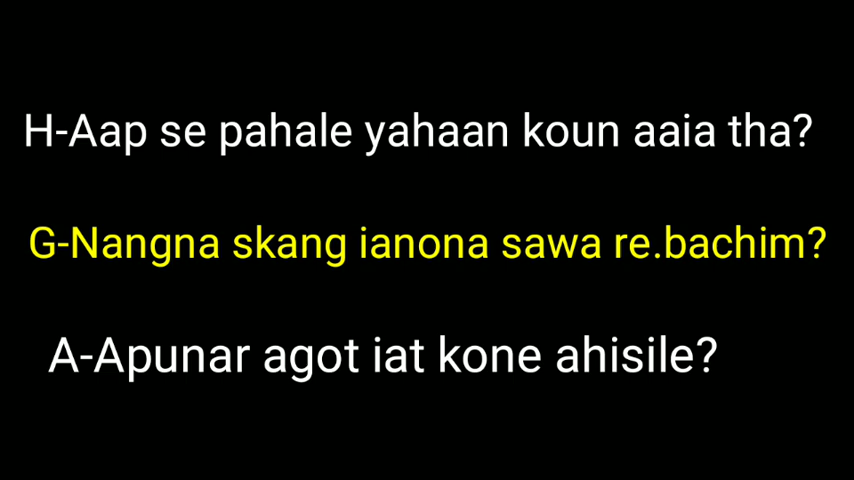 H-Aap se pahale yahaan koun aaia tha?
G-Nangna skang ianona sawa re.bachim?
A-Apunar agot iat kone ahisile?